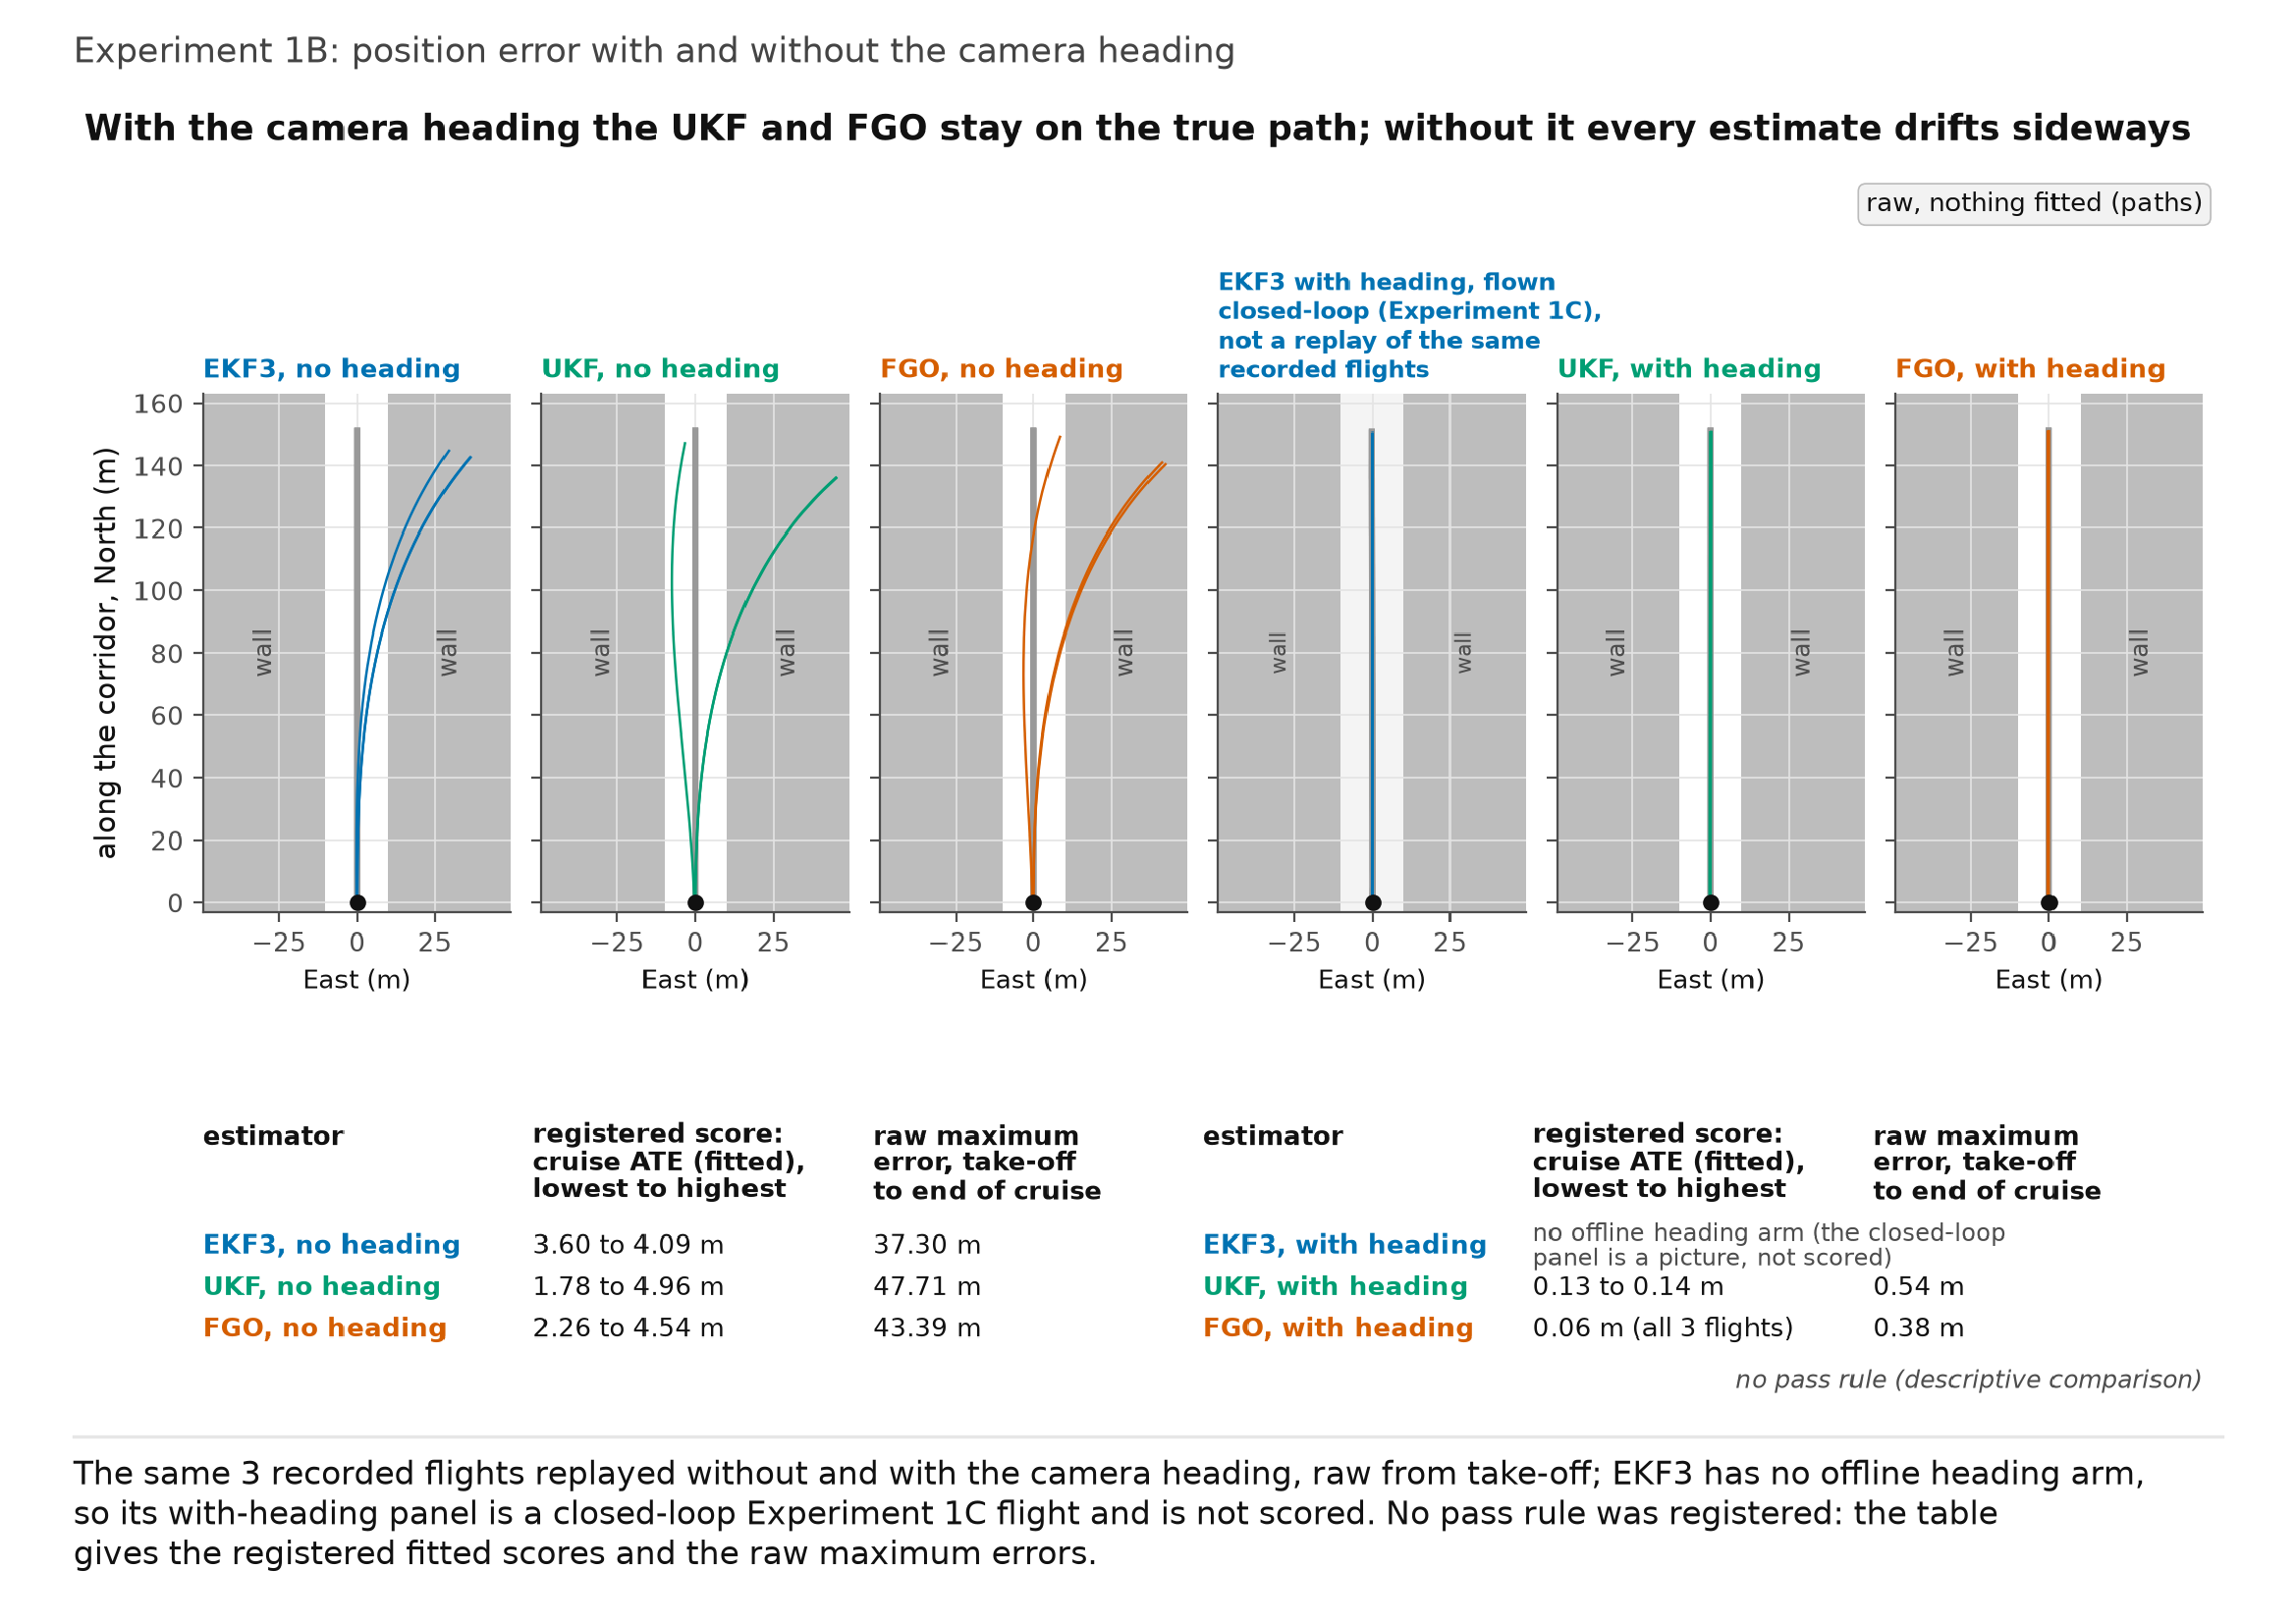 Experiment 1B: position error with and without the camera heading
With the camera heading the UKF and FGO stay on the true path; without it every estimate drifts sideways
raw, nothing fitted (paths)
EKF3, no heading
UKF, no heading
FGO, no heading
EKF3 with heading, flown
closed-loop (Experiment 1C),
not a replay of the same
recorded flights
UKF, with heading
FGO, with heading
along the corridor, North (m)
160
140
120
100
80
60
40
20
0
wall wall
wall wall
wall wall
wall wall
wall wall
wall wall
−25 0 25
−25 0 25
−25 0 25
−25 0 25
−25 0 25
−25 0 25
East (m)
East (m)
East (m)
East (m)
East (m)
East (m)
estimator
registered score:
cruise ATE (fitted),
lowest to highest
raw maximum
error, take-off
to end of cruise
EKF3, no heading 3.60 to 4.09 m 37.30 m
UKF, no heading 1.78 to 4.96 m 47.71 m
FGO, no heading 2.26 to 4.54 m 43.39 m
estimator
registered score:
cruise ATE (fitted),
lowest to highest
raw maximum
error, take-off
to end of cruise
EKF3, with heading
no offline heading arm (the closed-loop
panel is a picture, not scored)
UKF, with heading 0.13 to 0.14 m 0.54 m
FGO, with heading 0.06 m (all 3 flights) 0.38 m
no pass rule (descriptive comparison)
The same 3 recorded flights replayed without and with the camera heading, raw from take-off; EKF3 has no offline heading arm,
so its with-heading panel is a closed-loop Experiment 1C flight and is not scored. No pass rule was registered: the table
gives the registered fitted scores and the raw maximum errors.